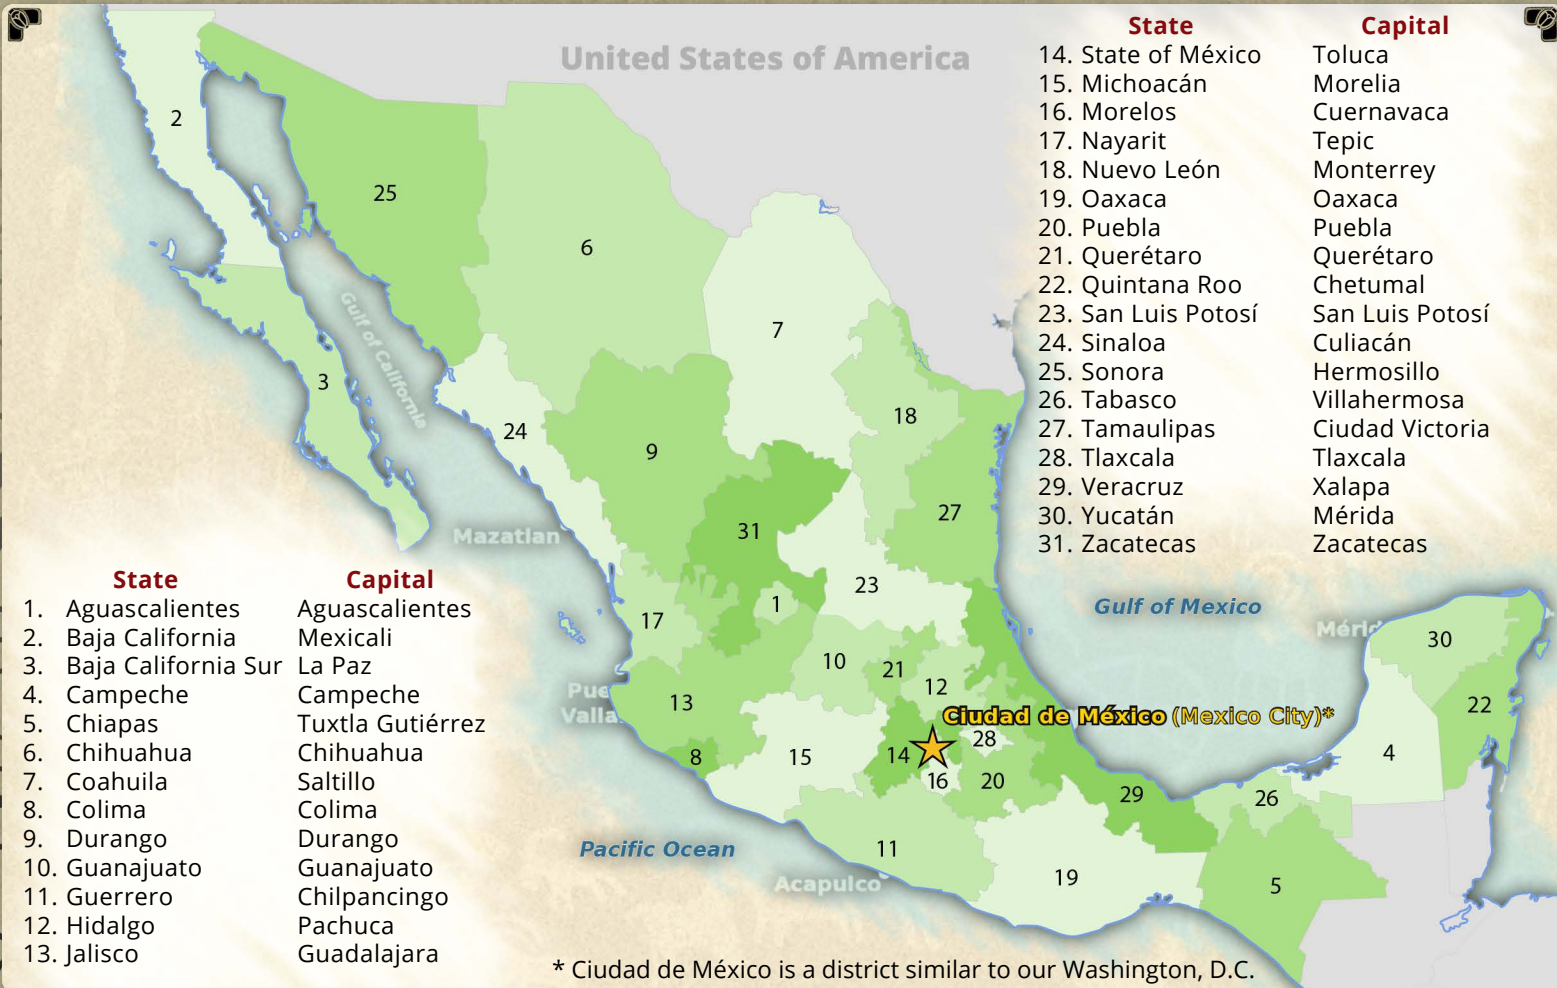 United States of America
State Capital
14. State of México Toluca
15. Michoacán Morelia
16. Morelos Cuernavaca
17. Nayarit Tepic
18. Nuevo León Monterrey
19. Oaxaca Oaxaca
20. Puebla Puebla
21. Querétaro Querétaro
22. Quintana Roo Chetumal
23. San Luis Potosí San Luis Potosí
24. Sinaloa Culiacán
25. Sonora Hermosillo
26. Tabasco Villahermosa
27. Tamaulipas Ciudad Victoria
28. Tlaxcala Tlaxcala
29. Veracruz Xalapa
30. Yucatán Mérida
31. Zacatecas Zacatecas
2
25
6
7
Gulf of California
3
18
24
9
27
31
Mazatlan
23
1
17
10
21
12
13
Pue
Valla
Ciudad de México (Mexico City)*
28
14
15
8
16
20
29
11
19
5
26
4
22
30
Gulf of Mexico
Mérid
Pacific Ocean
Acapulco
State Capital
1. Aguascalientes Aguascalientes
2. Baja California Mexicali
3. Baja California Sur La Paz
4. Campeche Campeche
5. Chiapas Tuxtla Gutiérrez
6. Chihuahua Chihuahua
7. Coahuila Saltillo
8. Colima Colima
9. Durango Durango
10. Guanajuato Guanajuato
11. Guerrero Chilpancingo
12. Hidalgo Pachuca
13. Jalisco Guadalajara
* Ciudad de México is a district similar to our Washington, D.C.